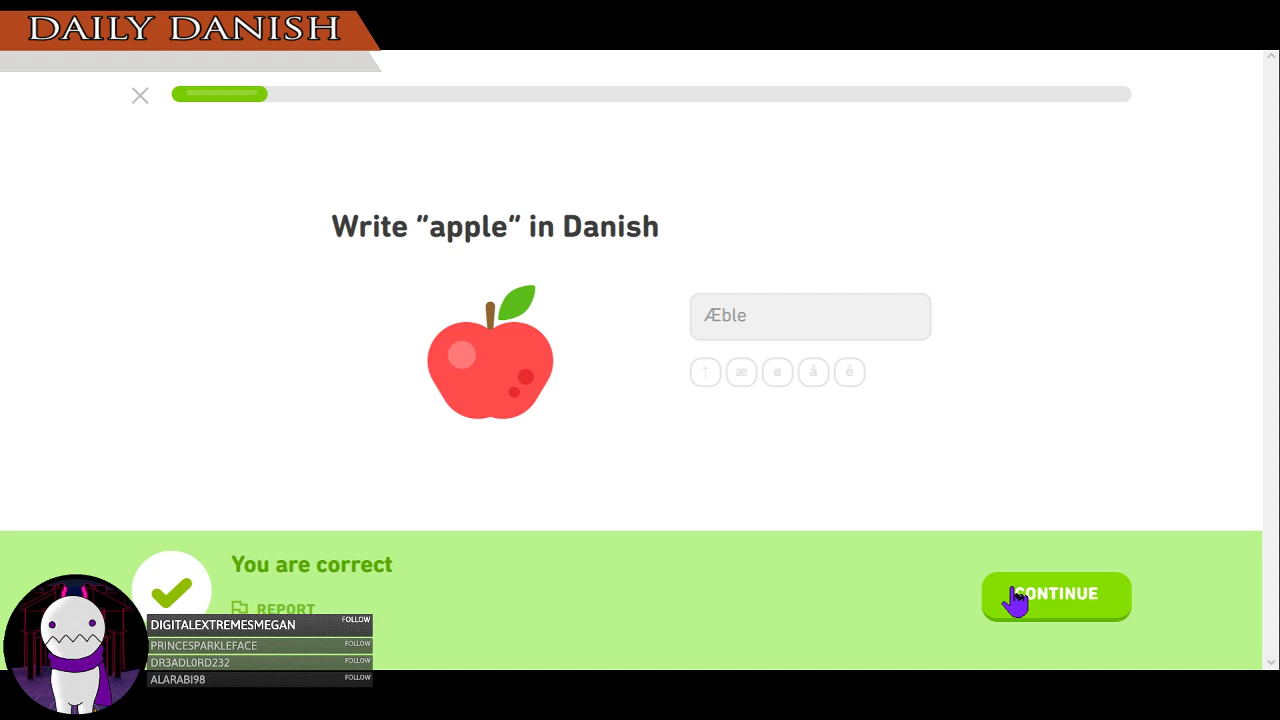 DAILY DANISH
Write "apple" in Danish
Æble
↑ æ ø å é
You are correct
REPORT
CONTINUE
DIGITALEXTREMESMEGAN FOLLOW
PRINCESPARKLEFACE FOLLOW
DR3ADL0RD232 FOLLOW
ALARABI98 FOLLOW